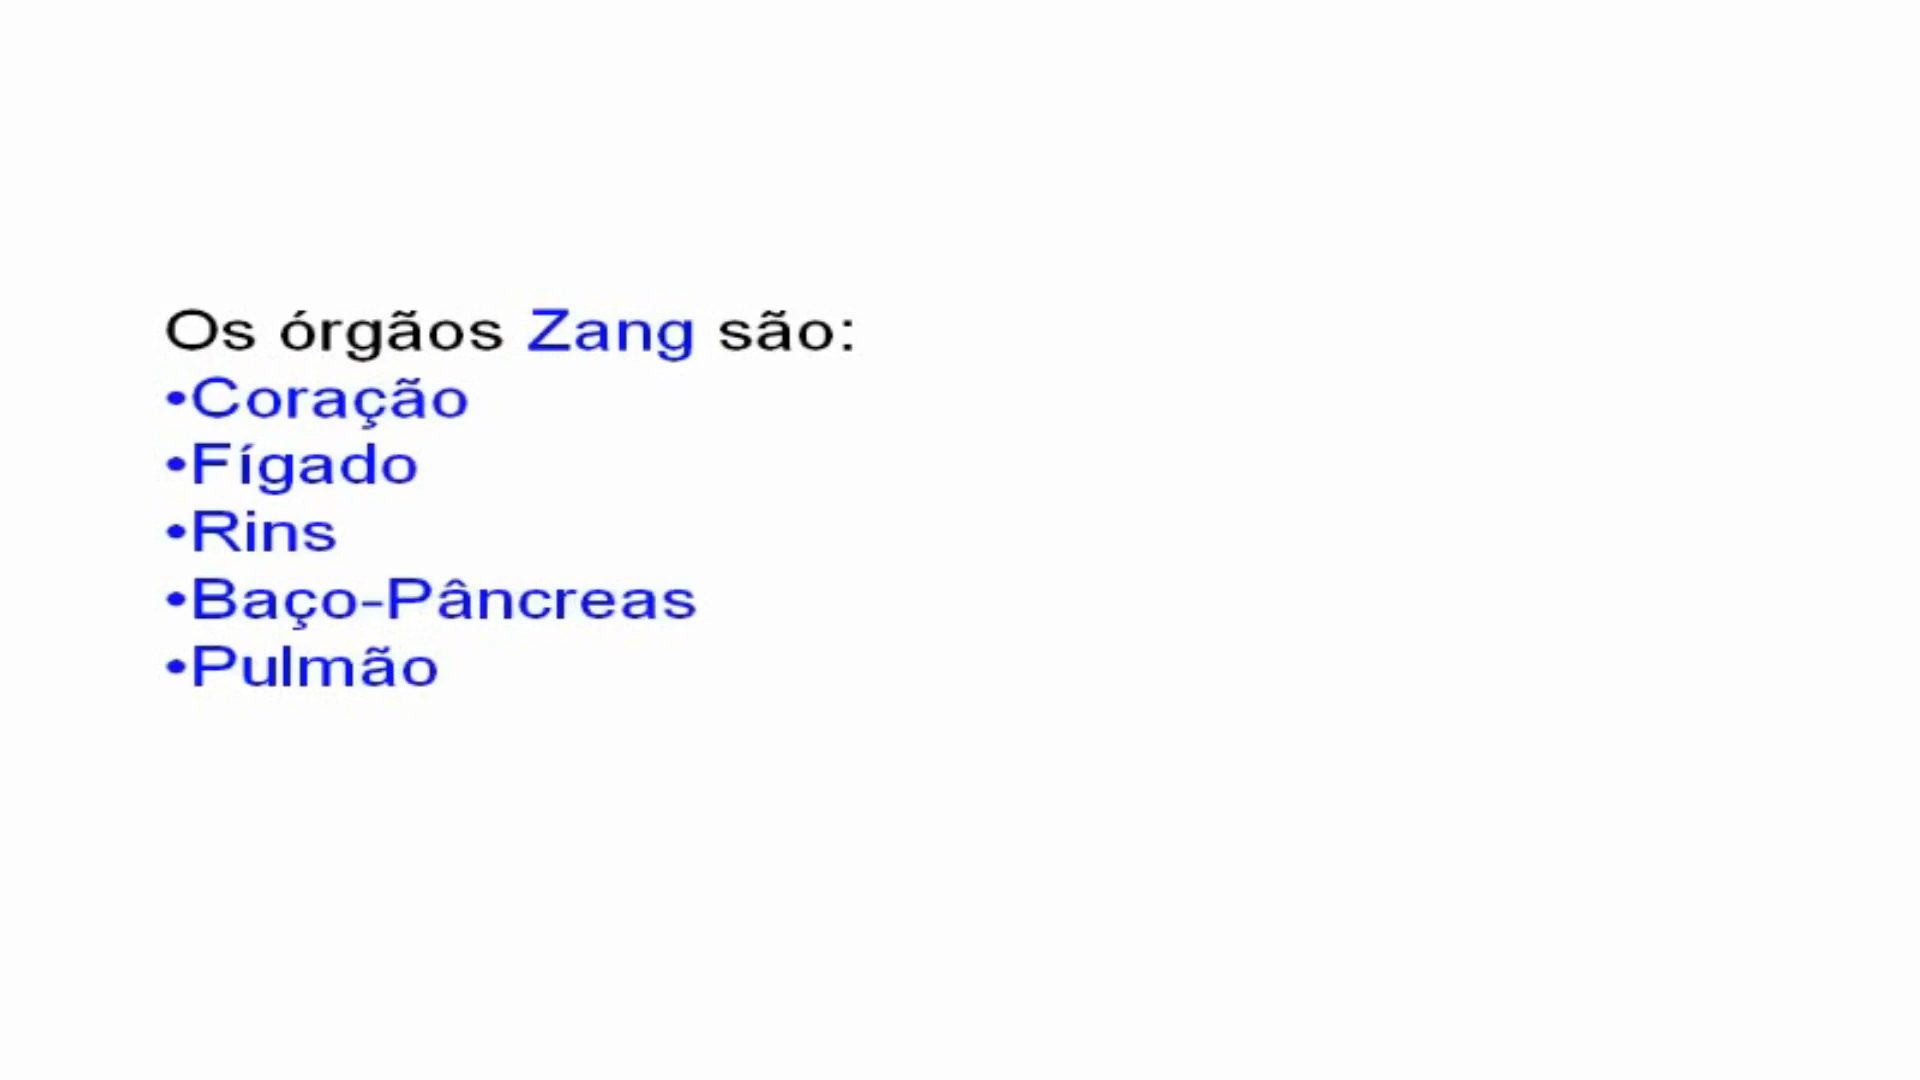 Os órgãos Zang são:
•Coração
•Fígado
•Rins
•Baço-Pâncreas
•Pulmão